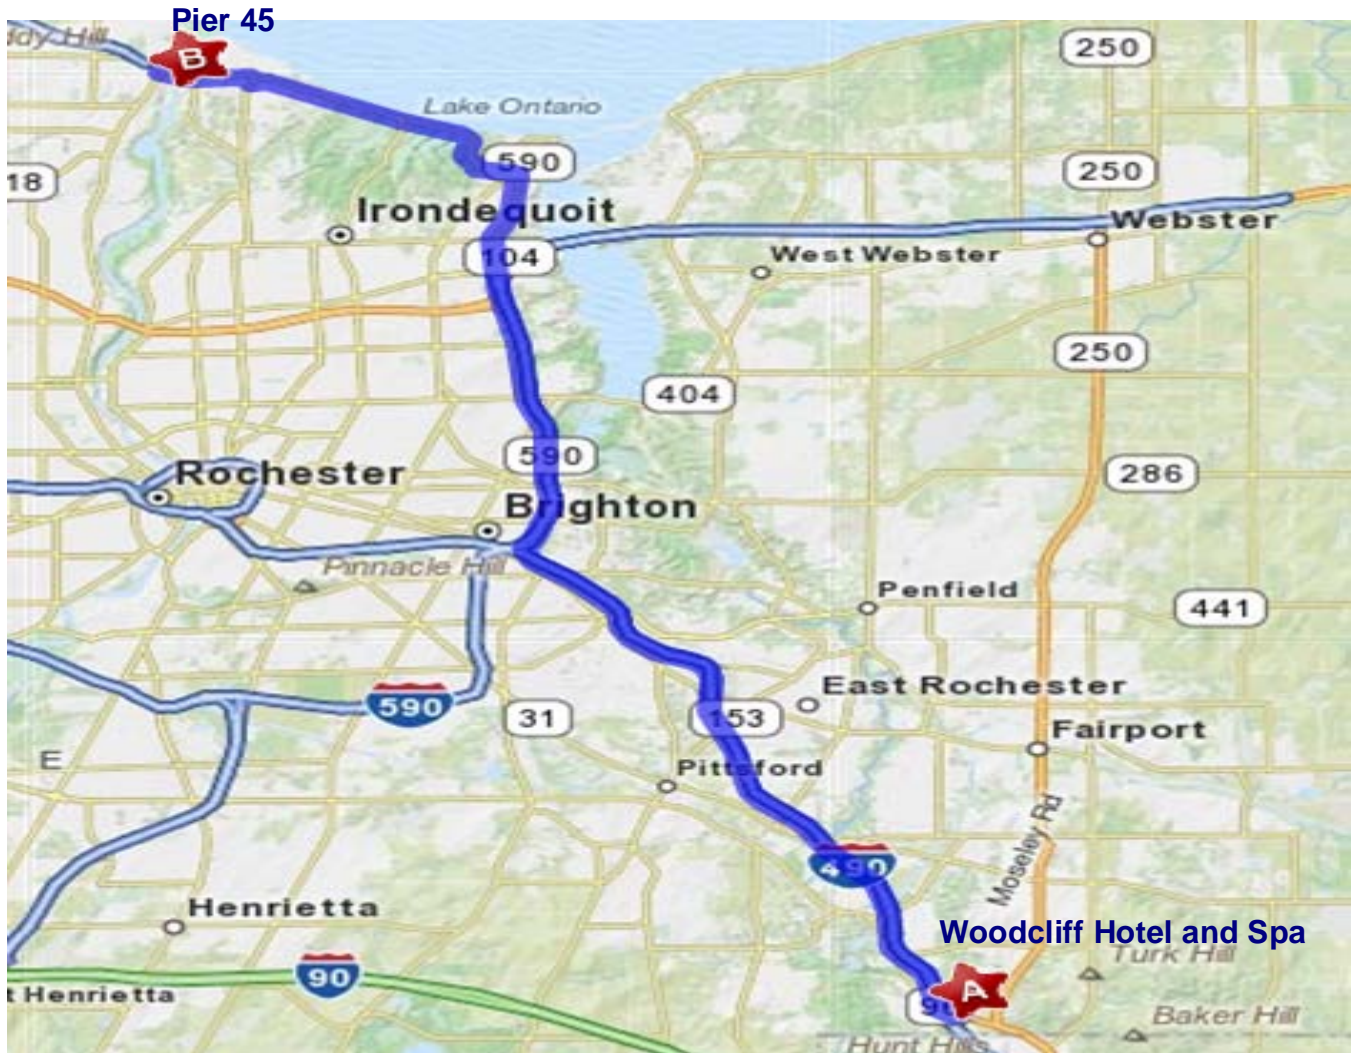 Pier 45
ddy Hill
B
250
Lake Ontario
590
250
18
Irondequoit
Webster
104
West Webster
250
404
590
286
Rochester
Brighton
Pinnacle Hill
Penfield
441
East Rochester
590
31
153
Fairport
E
Pittsford
Moseley Rd
490
Henrietta
Woodcliff Hotel and Spa
Turk Hill
90
A
t Henrietta
Baker Hill
Hunt Hills